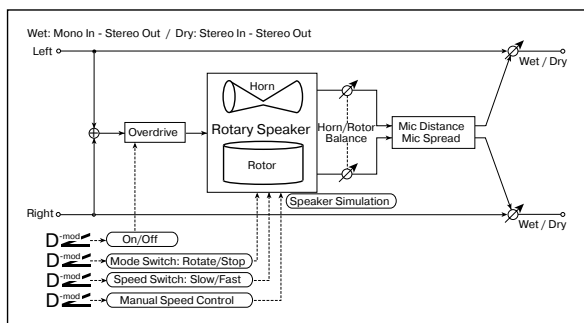 Wet: Mono In - Stereo Out / Dry: Stereo In - Stereo Out
Left
Wet / Dry
Horn
Overdrive
Rotary Speaker
Horn/Rotor
Balance
Mic Distance
Mic Spread
Rotor
Speaker Simulation
Right
Wet / Dry
D-mod
On/Off
D-mod
Mode Switch: Rotate/Stop
D-mod
Speed Switch: Slow/Fast
D-mod
Manual Speed Control